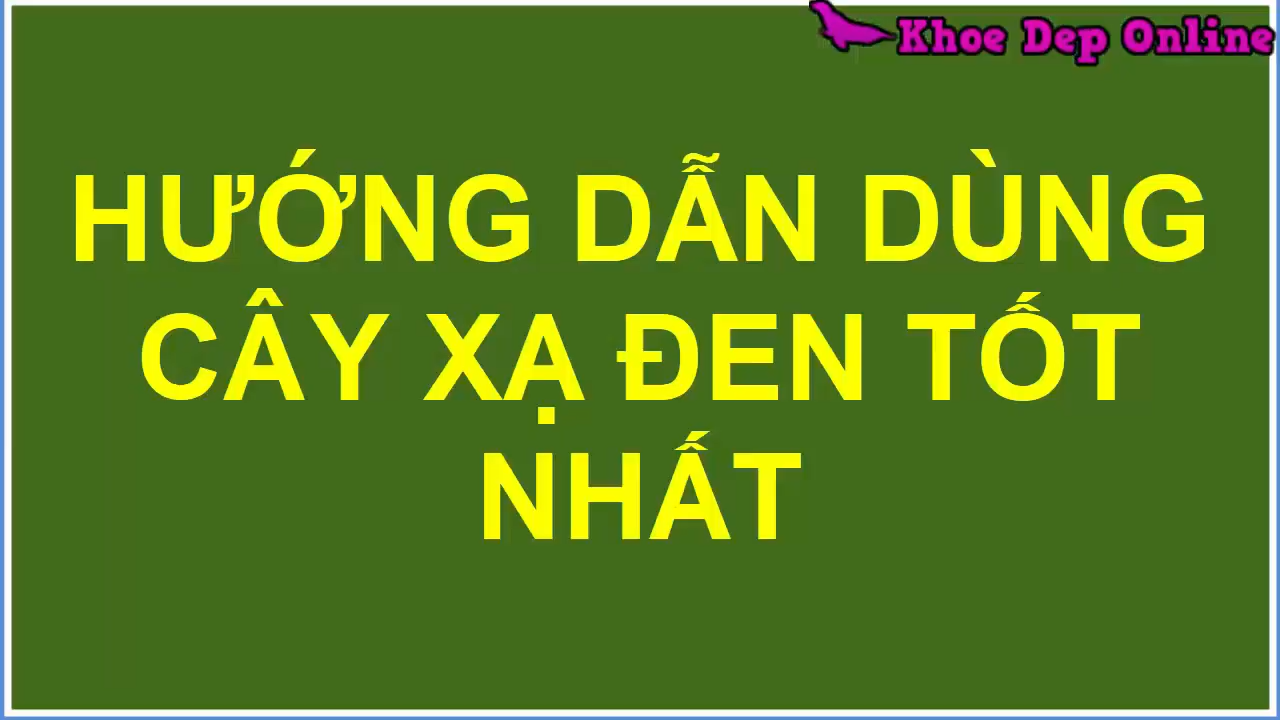 Khoe Dep Online
HƯỚNG DẪN DÙNG
CÂY XẠ ĐEN TỐT
NHẤT